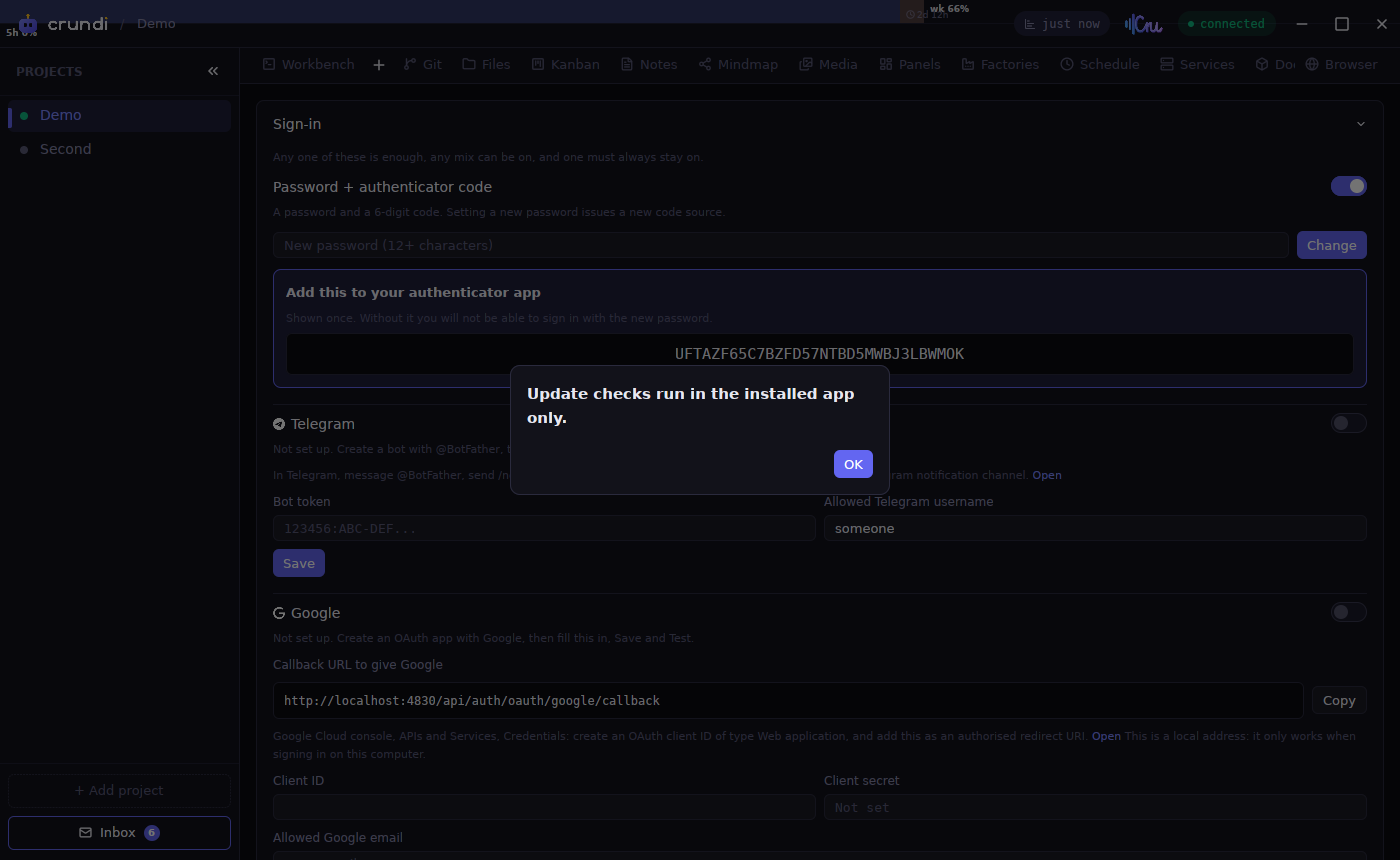 5h 0%
crundi / Demo
2d 12h
wk 66%
just now
Cru
connected
PROJECTS
Workbench
Git
Files
Kanban
Notes
Mindmap
Media
Panels
Factories
Schedule
Services
Doc
Browser
Demo
Second
Sign-in
Any one of these is enough, any mix can be on, and one must always stay on.
Password + authenticator code
A password and a 6-digit code. Setting a new password issues a new code source.
New password (12+ characters)
Change
Add this to your authenticator app
Shown once. Without it you will not be able to sign in with the new password.
UFTAZF65C7BZFD57NTBD5MWBJ3LBWMOK
Update checks run in the installed app
only.
OK
Telegram
Not set up. Create a bot with @BotFather,
In Telegram, message @BotFather, send /n
ram notification channel. Open
Bot token
Allowed Telegram username
123456:ABC-DEF...
someone
Save
Google
Not set up. Create an OAuth app with Google, then fill this in, Save and Test.
Callback URL to give Google
http://localhost:4830/api/auth/oauth/google/callback
Copy
Google Cloud console, APIs and Services, Credentials: create an OAuth client ID of type Web application, and add this as an authorised redirect URI. Open This is a local address: it only works when
signing in on this computer.
Client ID
Client secret
Not set
Allowed Google email
+ Add project
Inbox 6